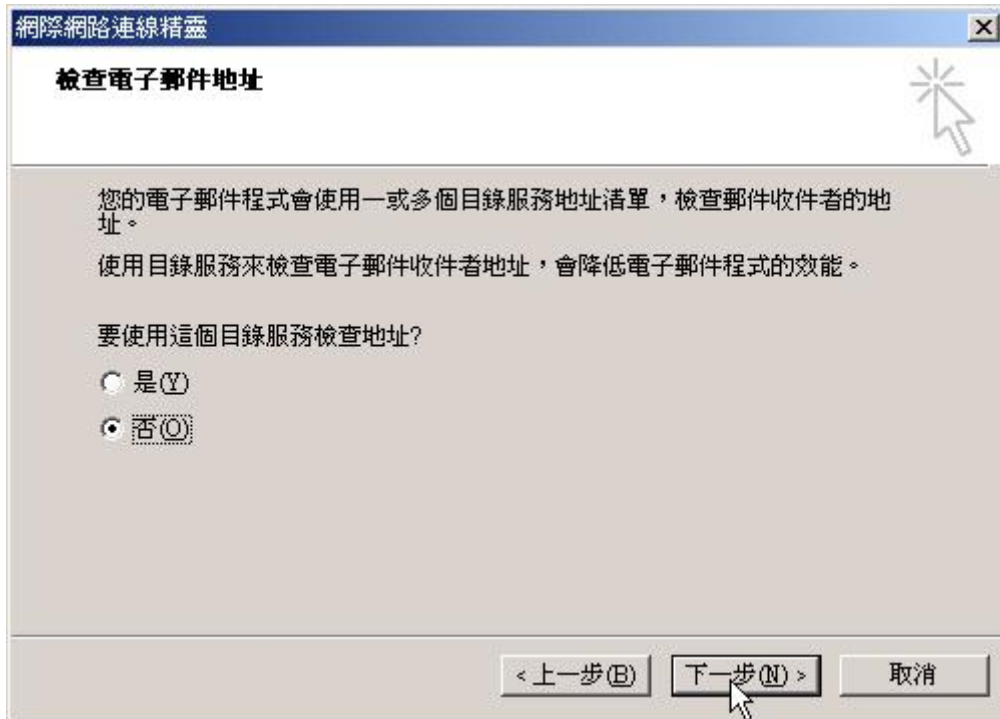 網際網路連線精靈
檢查電子郵件地址
您的電子郵件程式會使用一或多個目錄服務地址清單，檢查郵件收件者的地
址。
使用目錄服務來檢查電子郵件收件者地址，會降低電子郵件程式的效能。
要使用這個目錄服務檢查地址?
是(Y)
否(O)
<上一步(B) 下一步(N)> 取消